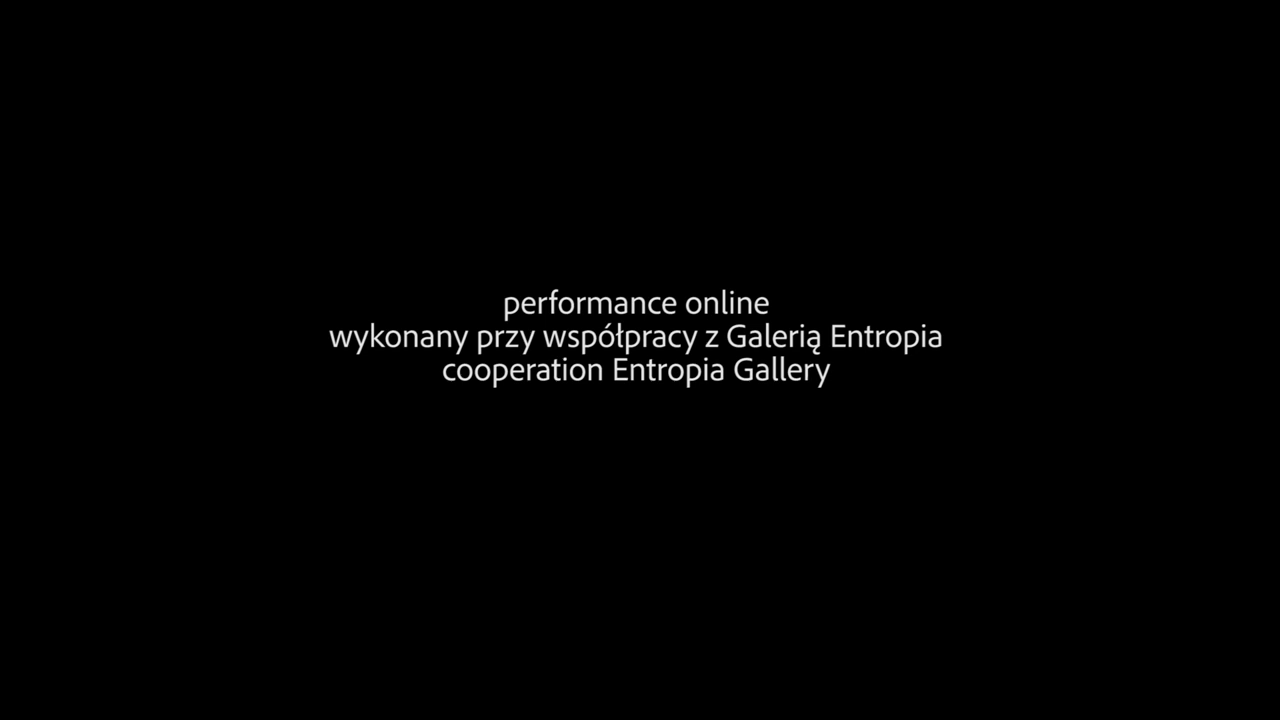 performance online
wykonany przy współpracy z Galerią Entropia
cooperation Entropia Gallery